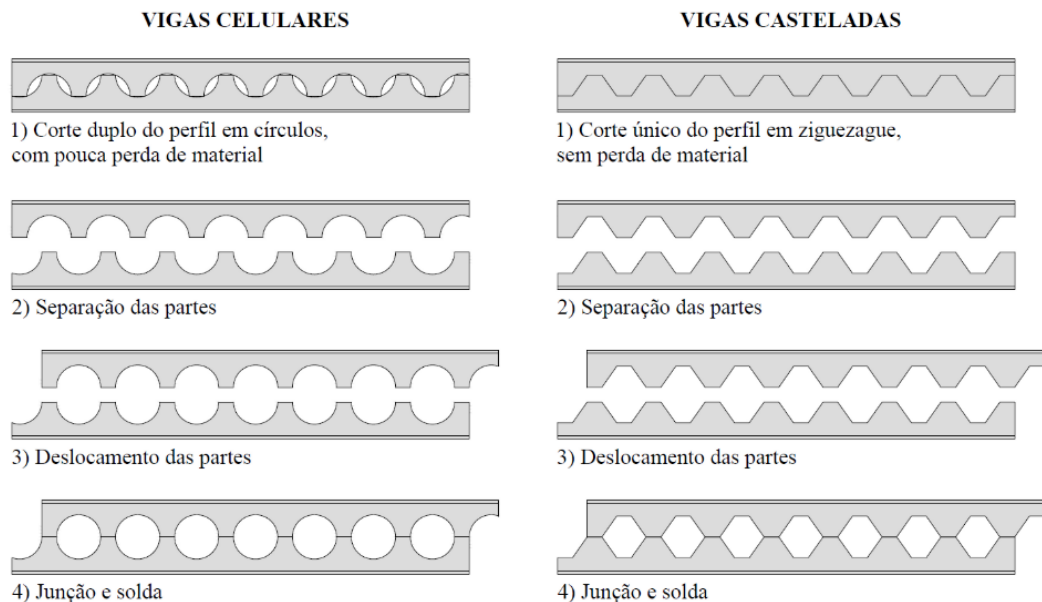 VIGAS CELULARES
1) Corte duplo do perfil em círculos,
com pouca perda de material
2) Separação das partes
3) Deslocamento das partes
4) Junção e solda
VIGAS CASTELADAS
1) Corte único do perfil em ziguezague,
sem perda de material
2) Separação das partes
3) Deslocamento das partes
4) Junção e solda